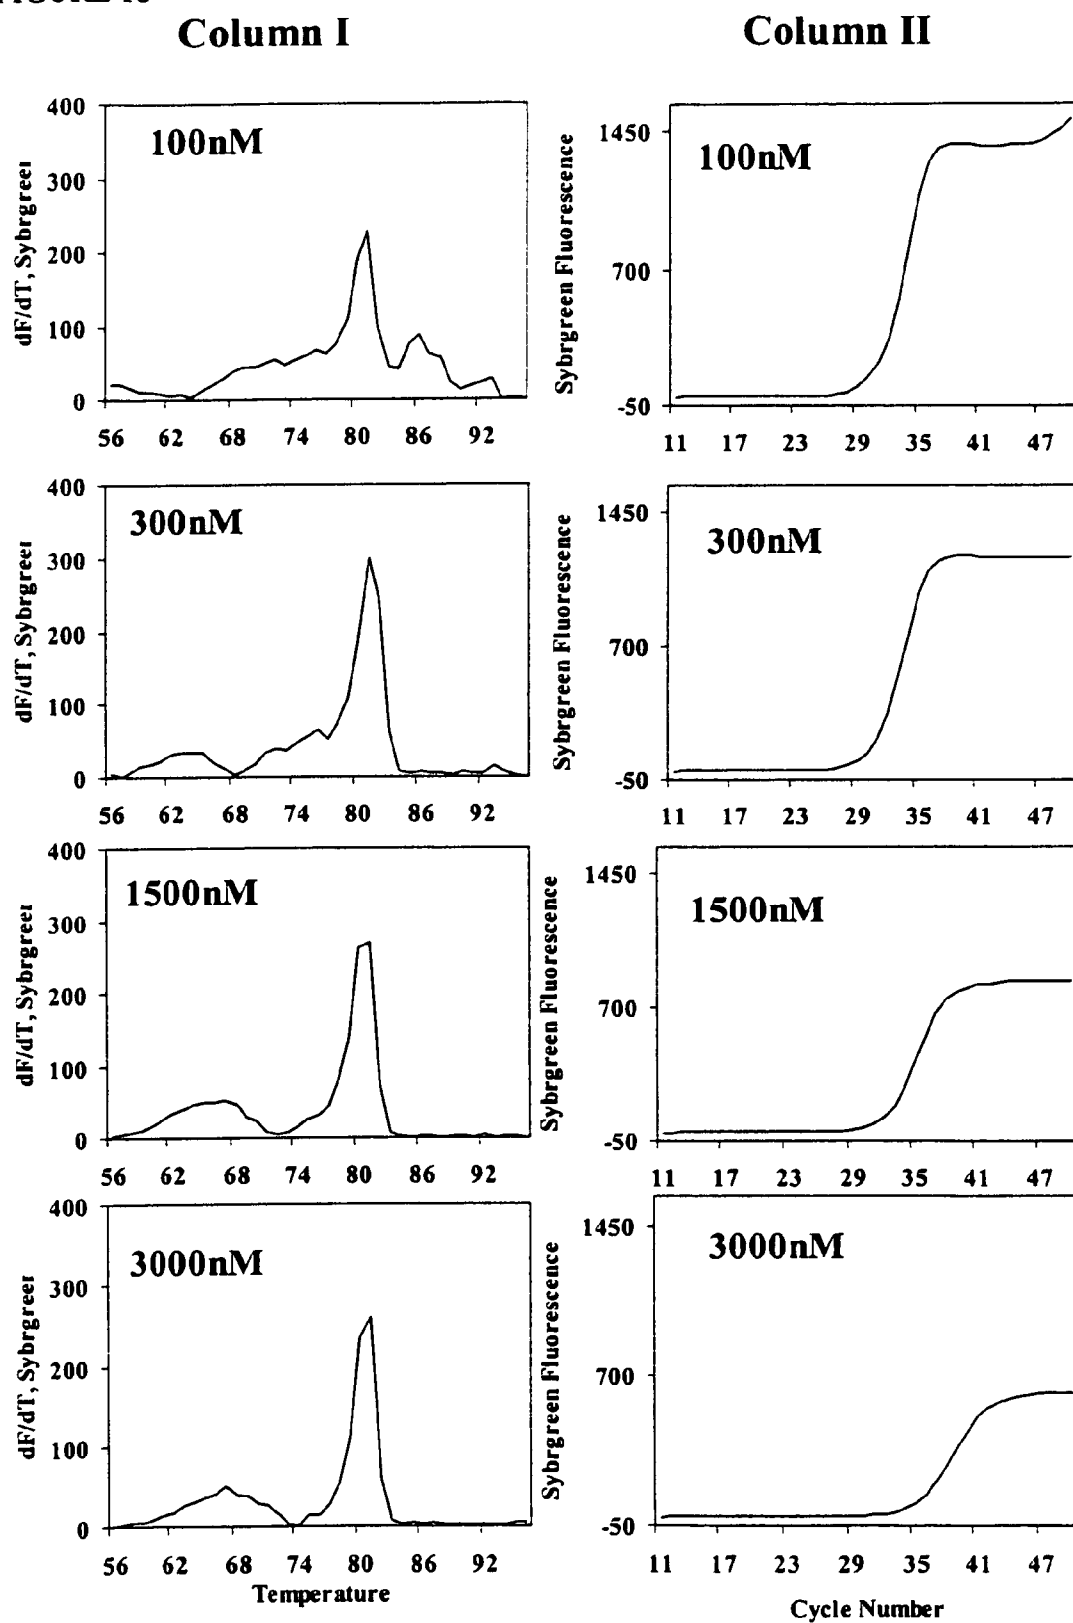 Column I
Column II
400
300
200
100
0
dF/dT, Sybrgreen
100nM
56 62 68 74 80 86 92
1450
700
-50
Sybrgreen Fluorescence
100nM
11 17 23 29 35 41 47
400
300
200
100
0
dF/dT, Sybrgreen
300nM
56 62 68 74 80 86 92
1450
700
-50
Sybrgreen Fluorescence
300nM
11 17 23 29 35 41 47
400
300
200
100
0
dF/dT, Sybrgreen
1500nM
56 62 68 74 80 86 92
1450
700
-50
Sybrgreen Fluorescence
1500nM
11 17 23 29 35 41 47
400
300
200
100
0
dF/dT, Sybrgreen
3000nM
56 62 68 74 80 86 92
Temperature
1450
700
-50
Sybrgreen Fluorescence
3000nM
11 17 23 29 35 41 47
Cycle Number